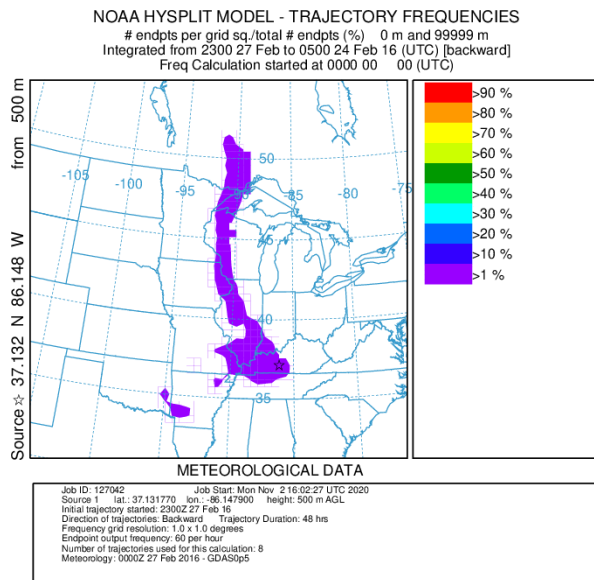 NOAA HYSPLIT MODEL - TRAJECTORY FREQUENCIES
# endpts per grid sq./total # endpts (%)    0 m and 99999 m
Integrated from 2300 27 Feb to 0500 24 Feb 16 (UTC) [backward]
Freq Calculation started at 0000 00    00 (UTC)
Source ☆ 37.132 N  86.148 W    from  500 m
-105
-100
-95
-85
-80
-75
50
45
40
35
>90 %
>80 %
>70 %
>60 %
>50 %
>40 %
>30 %
>20 %
>10 %
>1 %
METEOROLOGICAL DATA
Job ID: 127042    Job Start: Mon Nov  2 16:02:27 UTC 2020
Source 1    lat.: 37.131770  lon.: -86.147900    height: 500 m AGL
Initial trajectory started: 2300Z 27 Feb 16
Direction of trajectories: Backward    Trajectory Duration: 48 hrs
Frequency grid resolution: 1.0 x 1.0 degrees
Endpoint output frequency: 60 per hour
Number of trajectories used for this calculation: 8
Meteorology: 0000Z 27 Feb 2016 - GDAS0p5